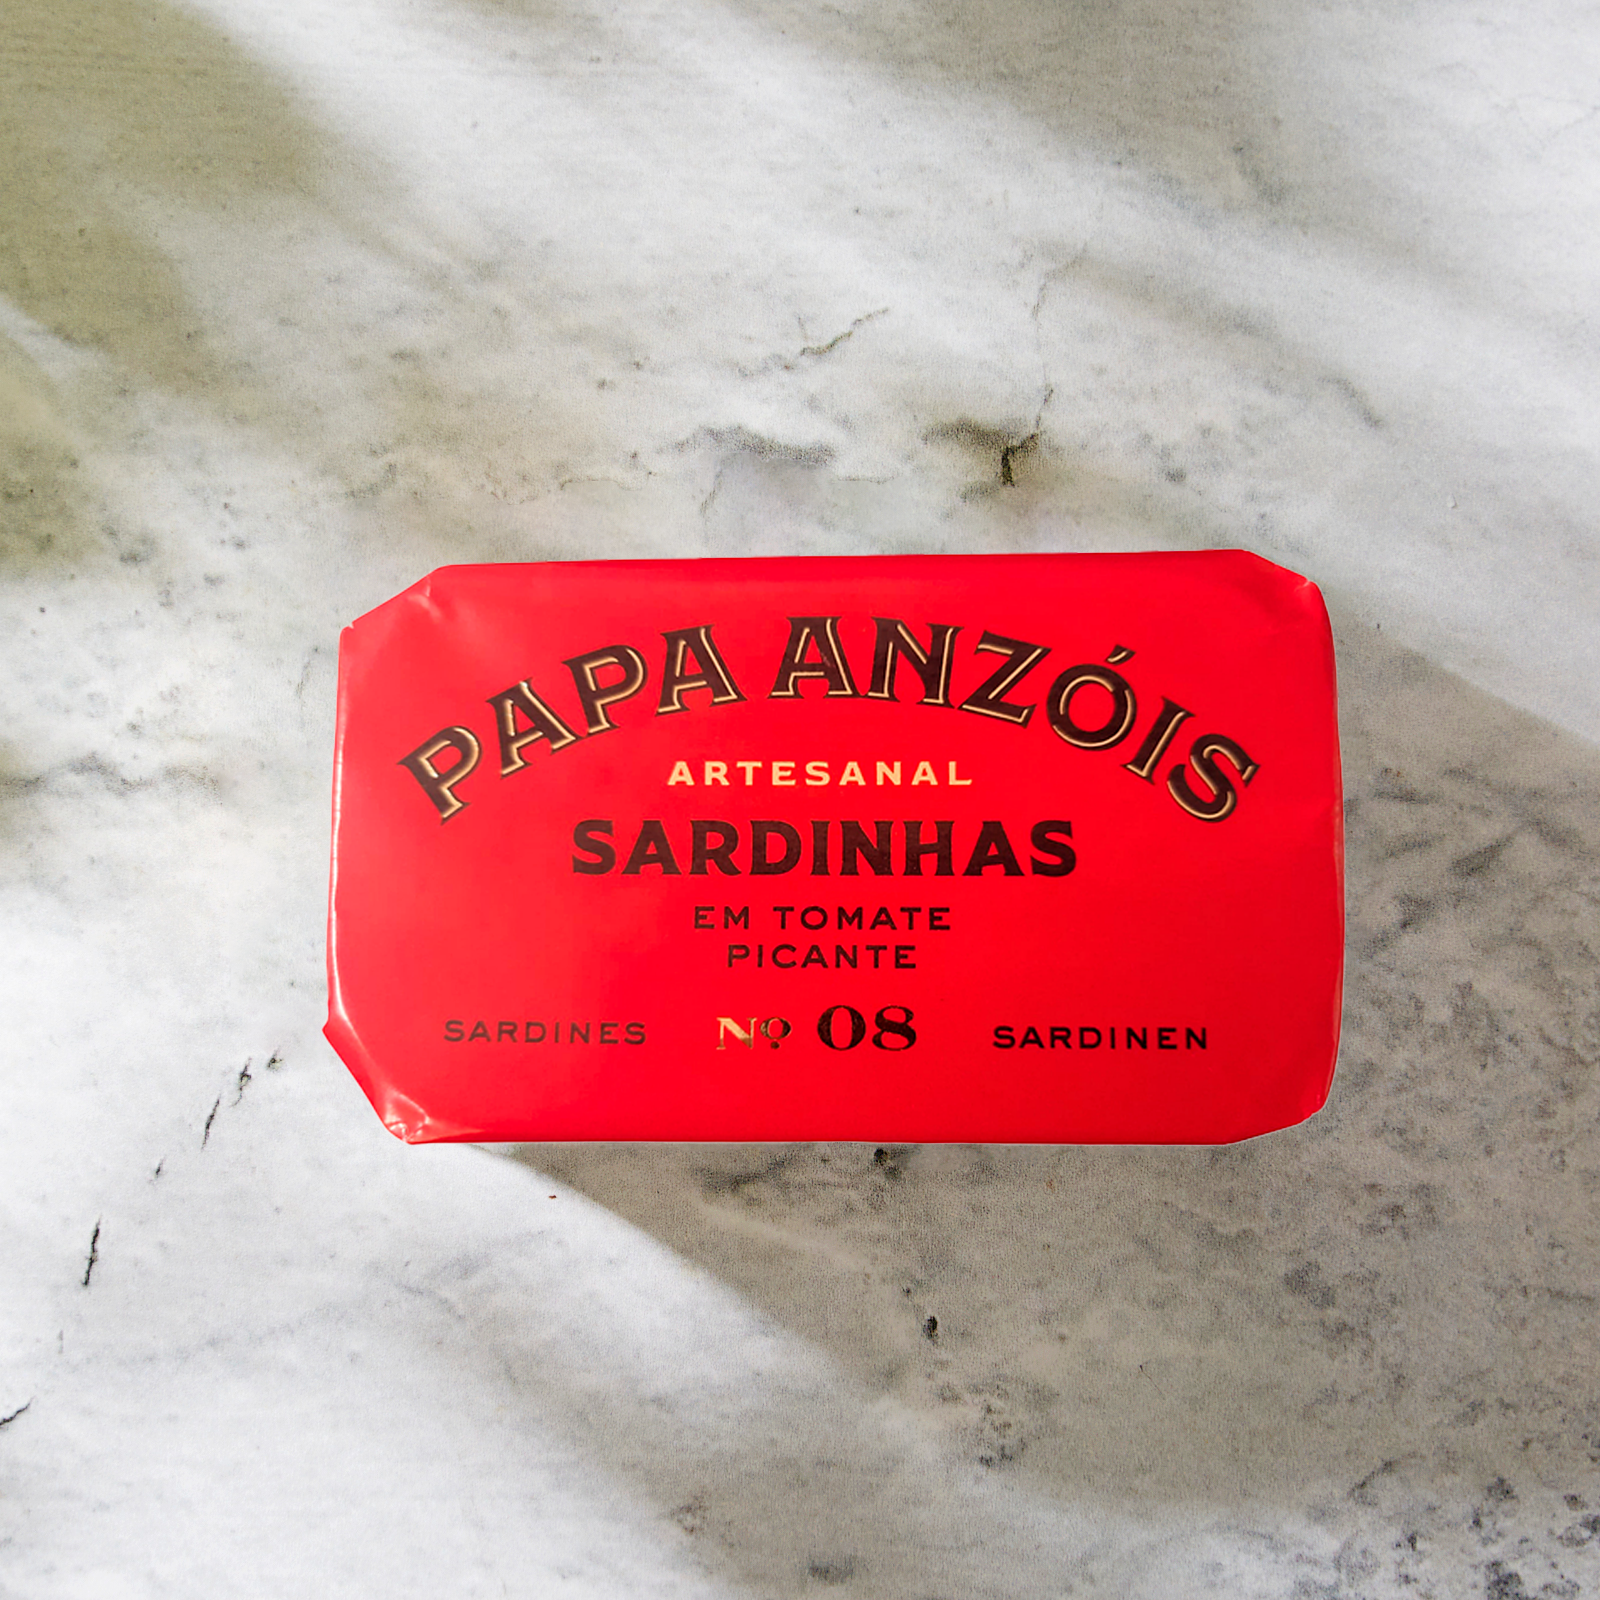 PAPA ANZÓIS
ARTESANAL
SARDINHAS
EM TOMATE
PICANTE
SARDINES Nº 08 SARDINEN